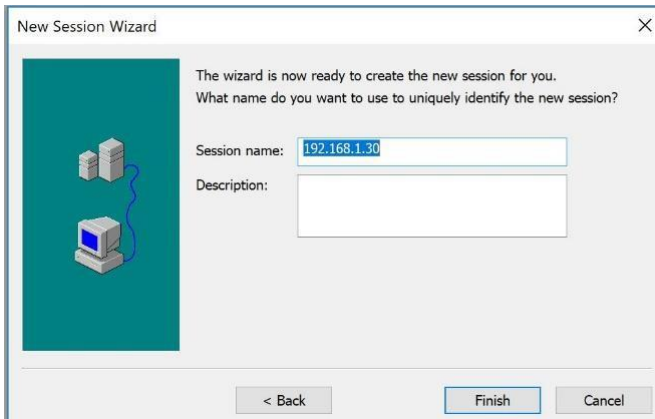 New Session Wizard
The wizard is now ready to create the new session for you.
What name do you want to use to uniquely identify the new session?
Session name: 192.168.1.30
Description:
< Back Finish Cancel